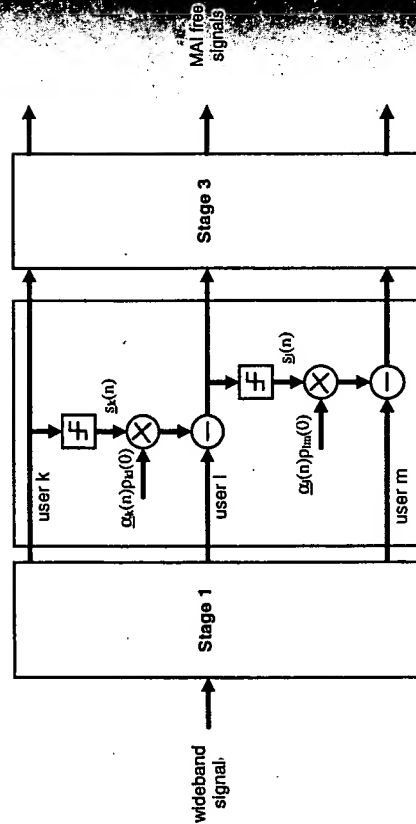 wideband
signal
Stage 1
user k
s̲k(n)
α̲k(n)ρkl(0)
user l
s̲l(n)
α̲l(n)ρlm(0)
user m
Stage 3
MAI free
signals